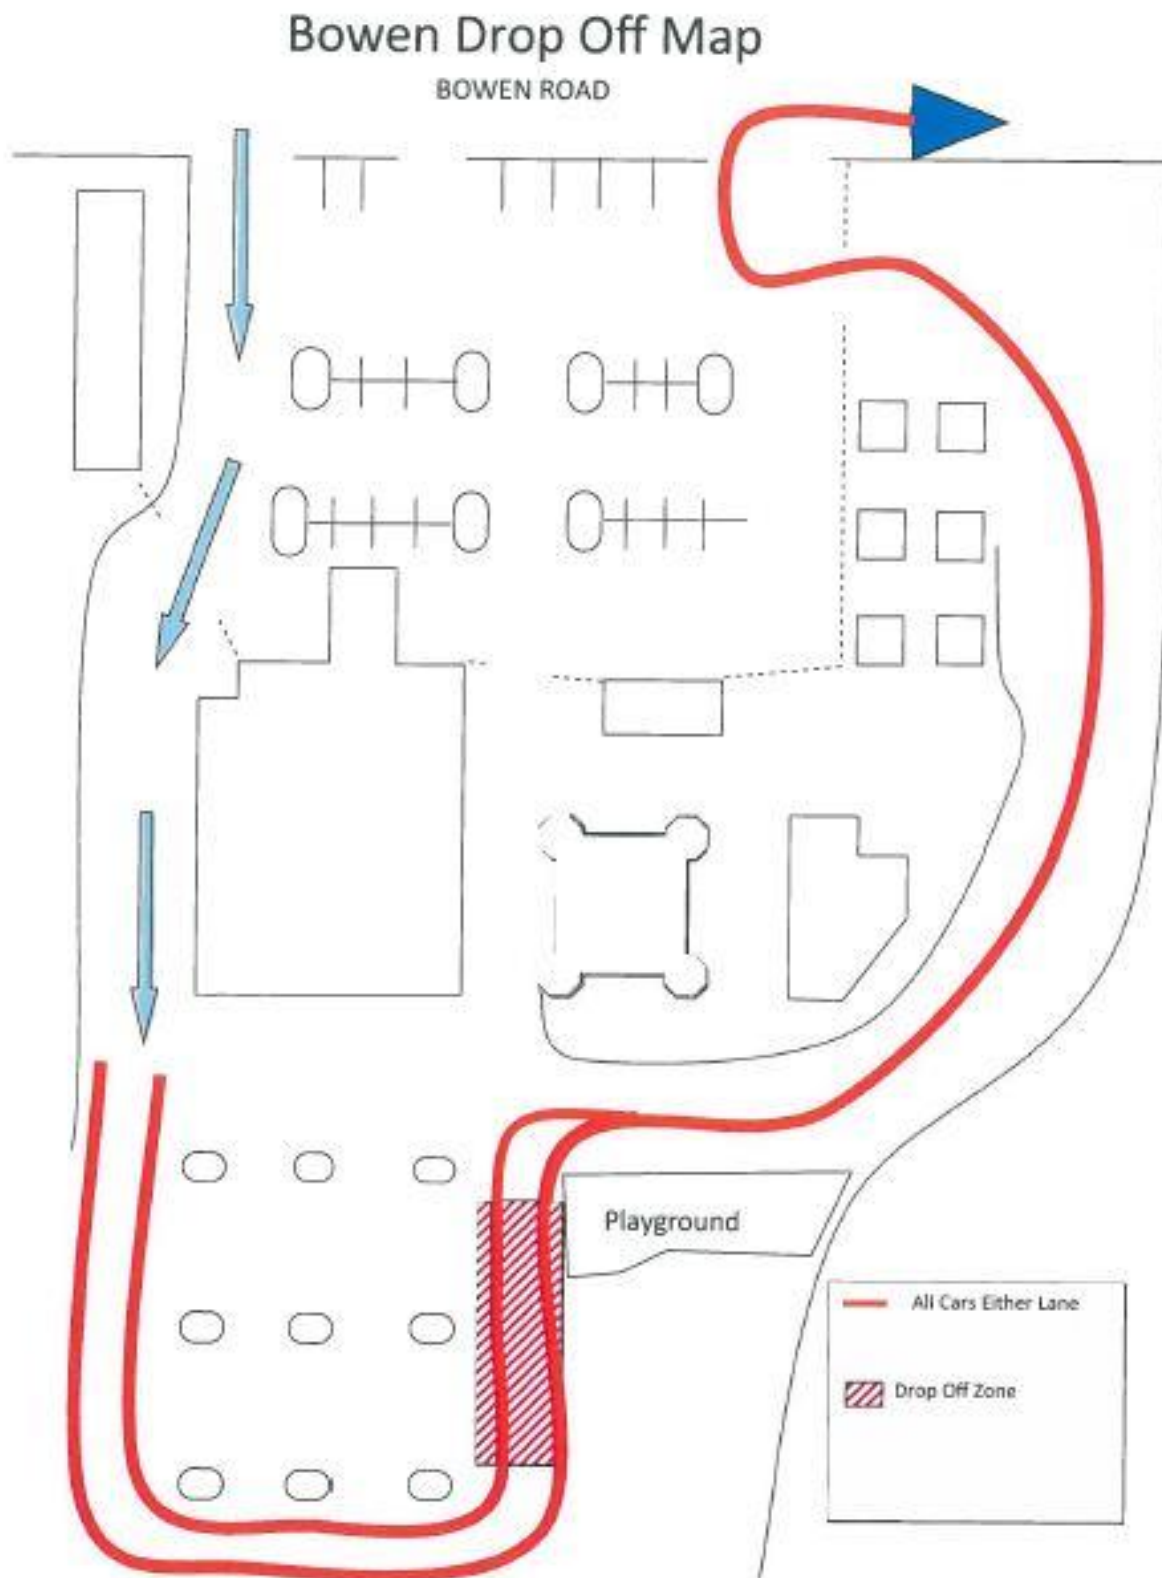 Bowen Drop Off Map
BOWEN ROAD
Playground
All Cars Either Lane
Drop Off Zone